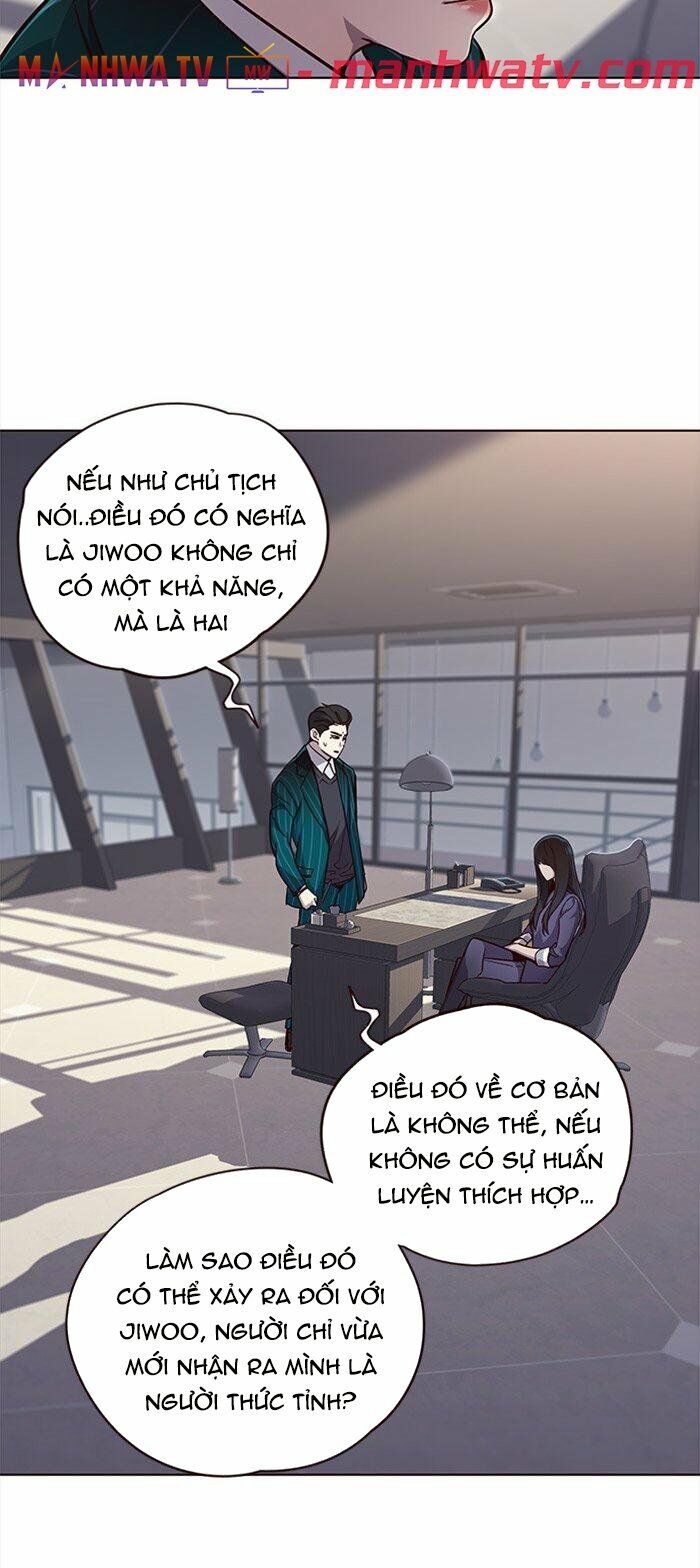 MANHWA TV MW - manhwatv.com
NẾU NHƯ CHỦ TỊCH
NÓI..ĐIỀU ĐÓ CÓ NGHĨA
LÀ JIWOO KHÔNG CHỈ
CÓ MỘT KHẢ NĂNG,
MÀ LÀ HAI
ĐIỀU ĐÓ VỀ CƠ BẢN
LÀ KHÔNG THỂ, NẾU
KHÔNG CÓ SỰ HUẤN
LUYỆN THÍCH HỢP...
LÀM SAO ĐIỀU ĐÓ
CÓ THỂ XẢY RA ĐỐI VỚI
JIWOO, NGƯỜI CHỈ VỪA
MỚI NHẬN RA MÌNH LÀ
NGƯỜI THỨC TỈNH?